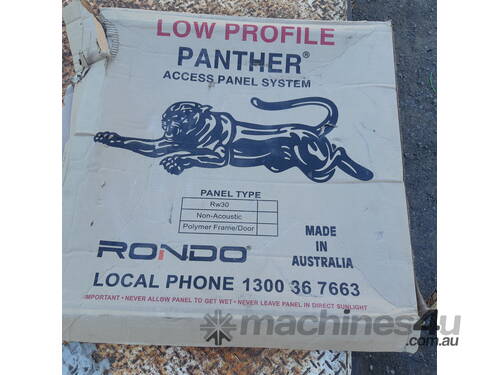 LOW PROFILE
PANTHER®
ACCESS PANEL SYSTEM
PANEL TYPE
Rw30
Non-Acoustic
Polymer Frame/Door
MADE
IN
AUSTRALIA
RONDO®
LOCAL PHONE 1300 36 7663
IMPORTANT • NEVER ALLOW PANEL TO GET WET • NEVER LEAVE PANEL IN DIRECT SUNLIGHT
machines4u
.com.au